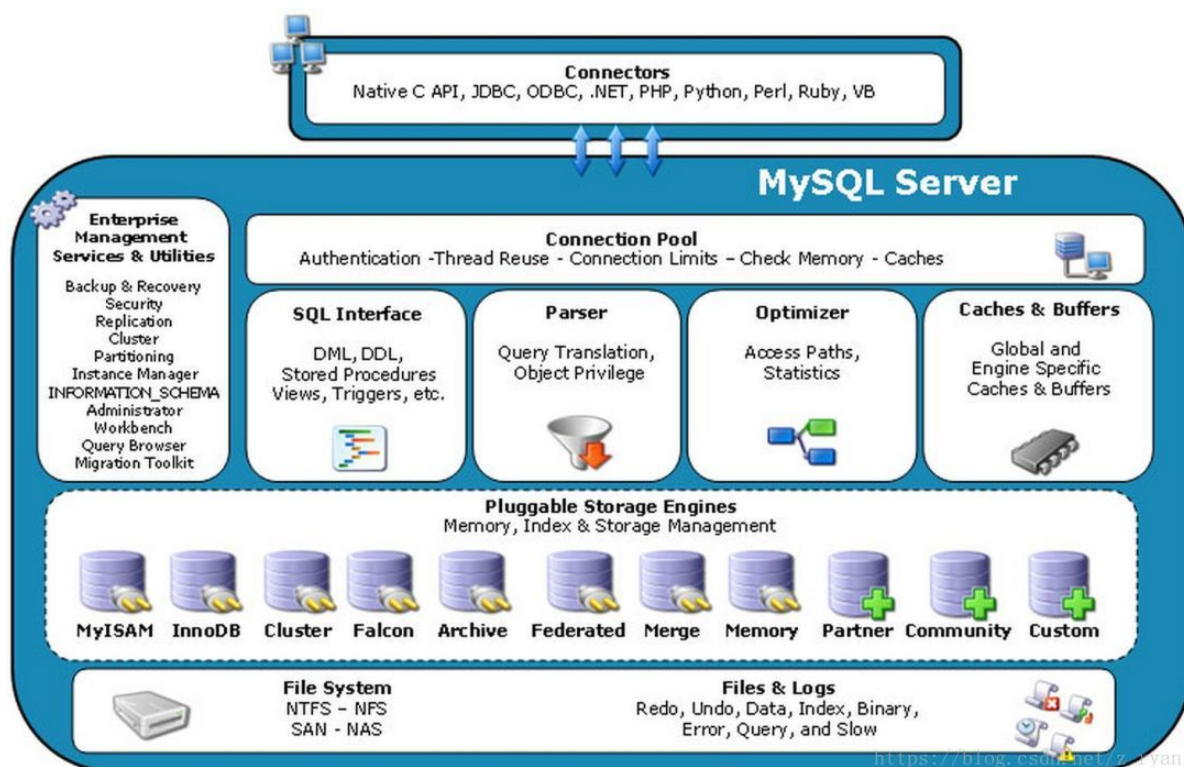 Connectors
Native C API, JDBC, ODBC, .NET, PHP, Python, Perl, Ruby, VB
MySQL Server
Enterprise
Management
Services & Utilities
Backup & Recovery
Security
Replication
Cluster
Partitioning
Instance Manager
INFORMATION_SCHEMA
Administrator
Workbench
Query Browser
Migration Toolkit
Connection Pool
Authentication -Thread Reuse - Connection Limits – Check Memory - Caches
SQL Interface
DML, DDL,
Stored Procedures
Views, Triggers, etc.
Parser
Query Translation,
Object Privilege
Optimizer
Access Paths,
Statistics
Caches & Buffers
Global and
Engine Specific
Caches & Buffers
Pluggable Storage Engines
Memory, Index & Storage Management
MyISAM
InnoDB
Cluster
Falcon
Archive
Federated
Merge
Memory
Partner
Community
Custom
File System
NTFS – NFS
SAN - NAS
Files & Logs
Redo, Undo, Data, Index, Binary,
Error, Query, and Slow
https://blog.csdn.net/z_ryan